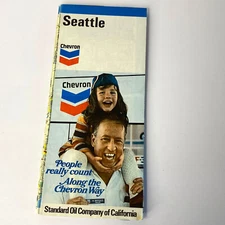 Seattle
Chevron
Chevron
People
really count
Along the
Chevron Way
Standard Oil Company of California